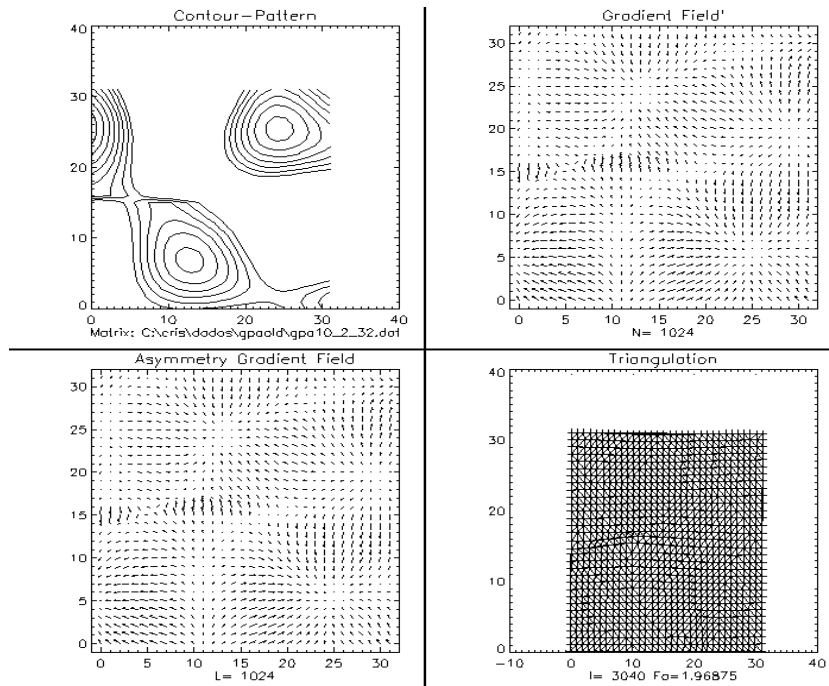 Contour-Pattern
40
30
20
10
0
0 10 20 30 40
Matrix: C:\cris\dados\gpaold\gpa10_2_32.dat
Gradient Field'
30
25
20
15
10
5
0
0 5 10 15 20 25 30
N= 1024
Asymmetry Gradient Field
30
25
20
15
10
5
0
0 5 10 15 20 25 30
L= 1024
Triangulation
40
30
20
10
0
-10 0 10 20 30 40
I= 3040 Fa=1.96875